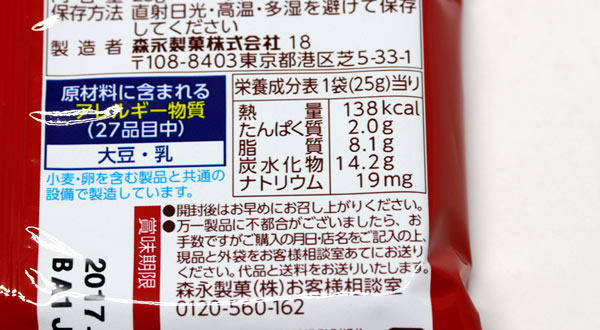 保存方法 直射日光・高温・多湿を避けて保存
してください
製造者 森永製菓株式会社 18
〒108-8403東京都港区芝5-33-1
原材料に含まれる
アレルギー物質
(27品目中)
大豆・乳
小麦・卵を含む製品と共通の
設備で製造しています。
栄養成分表1袋(25g)当り
熱量 138kcal
たんぱく質 2.0g
脂質 8.1g
炭水化物 14.2g
ナトリウム 19mg
●開封後はお早めにお召し上がりください。
●万一製品に不都合がございましたら、お
手数ですがご購入の月日・店名をご記入の上、
現品と外袋をお客様相談室あてにお送り
ください。代品と送料をお送りいたします。
森永製菓(株)お客様相談室
0120-560-162
賞味期限
2017
BA1J